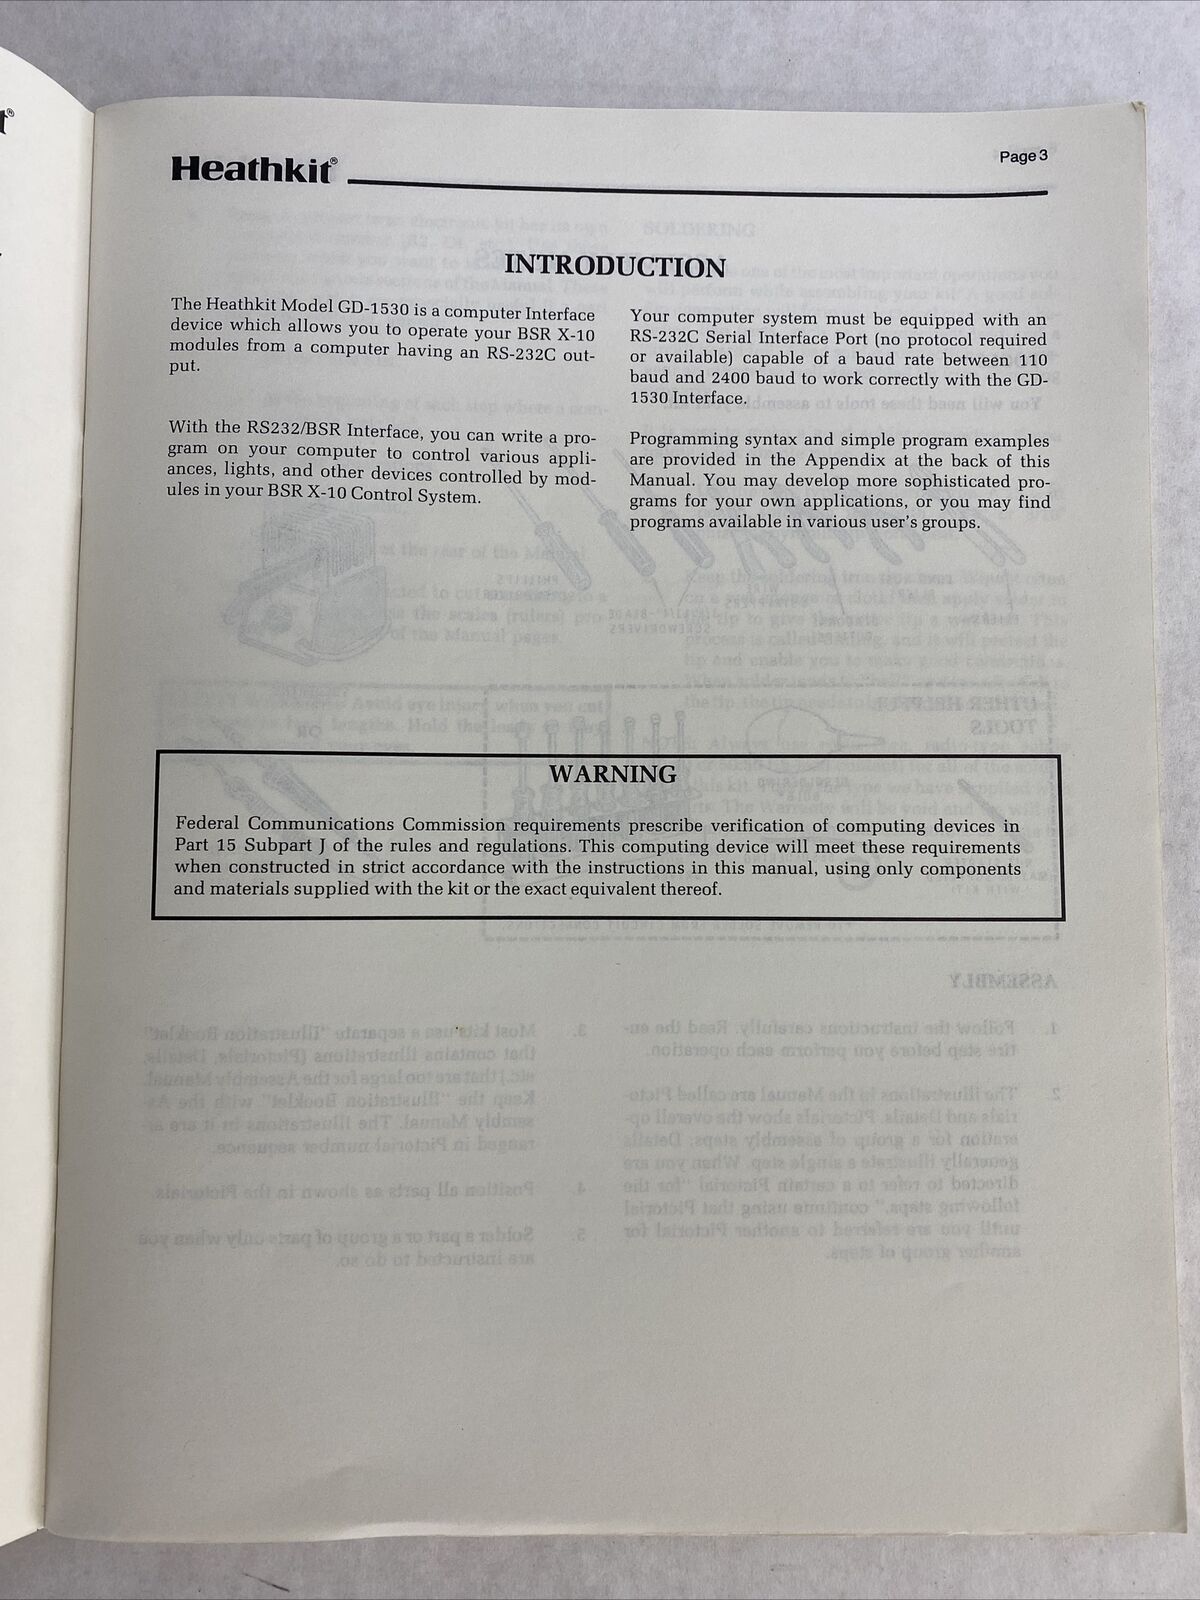 Heathkit®
Page 3
INTRODUCTION
The Heathkit Model GD-1530 is a computer Interface
device which allows you to operate your BSR X-10
modules from a computer having an RS-232C out-
put.
With the RS232/BSR Interface, you can write a pro-
gram on your computer to control various appli-
ances, lights, and other devices controlled by mod-
ules in your BSR X-10 Control System.
Your computer system must be equipped with an
RS-232C Serial Interface Port (no protocol required
or available) capable of a baud rate between 110
baud and 2400 baud to work correctly with the GD-
1530 Interface.
Programming syntax and simple program examples
are provided in the Appendix at the back of this
Manual. You may develop more sophisticated pro-
grams for your own applications, or you may find
programs available in various user's groups.
WARNING
Federal Communications Commission requirements prescribe verification of computing devices in
Part 15 Subpart J of the rules and regulations. This computing device will meet these requirements
when constructed in strict accordance with the instructions in this manual, using only components
and materials supplied with the kit or the exact equivalent thereof.